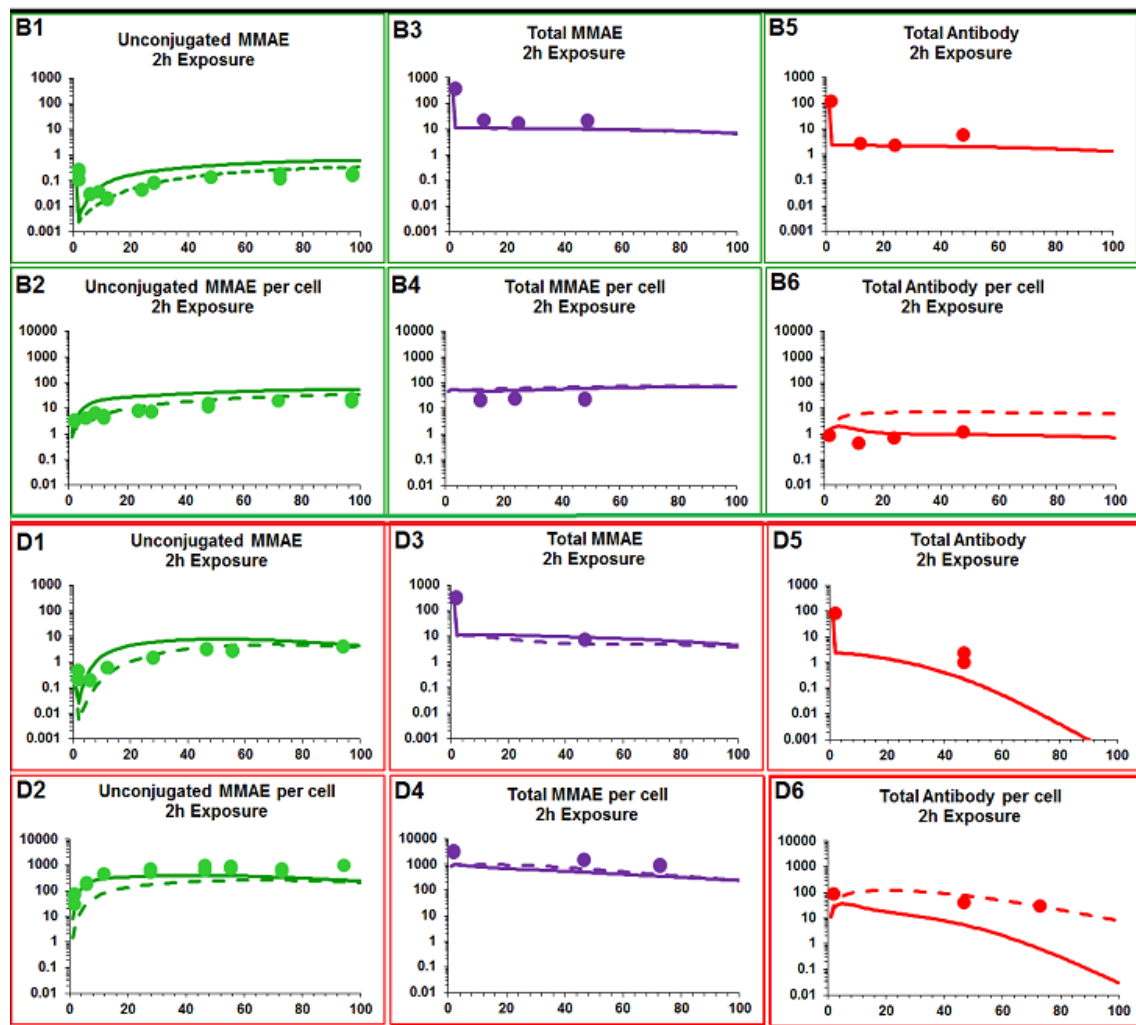 B1
Unconjugated MMAE
2h Exposure
1000
100
10
1
0.1
0.01
0.001
0 20 40 60 80 100
B3
Total MMAE
2h Exposure
1000
100
10
1
0.1
0.01
0.001
0 20 40 60 80 100
B5
Total Antibody
2h Exposure
1000
100
10
1
0.1
0.01
0.001
0 20 40 60 80 100
B2
Unconjugated MMAE per cell
2h Exposure
10000
1000
100
10
1
0.1
0.01
0 20 40 60 80 100
B4
Total MMAE per cell
2h Exposure
10000
1000
100
10
1
0.1
0.01
0 20 40 60 80 100
B6
Total Antibody per cell
2h Exposure
10000
1000
100
10
1
0.1
0.01
0 20 40 60 80 100
D1
Unconjugated MMAE
2h Exposure
1000
100
10
1
0.1
0.01
0.001
0 20 40 60 80 100
D3
Total MMAE
2h Exposure
1000
100
10
1
0.1
0.01
0.001
0 20 40 60 80 100
D5
Total Antibody
2h Exposure
1000
100
10
1
0.1
0.01
0.001
0 20 40 60 80 100
D2
Unconjugated MMAE per cell
2h Exposure
10000
1000
100
10
1
0.1
0.01
0 20 40 60 80 100
D4
Total MMAE per cell
2h Exposure
10000
1000
100
10
1
0.1
0.01
0 20 40 60 80 100
D6
Total Antibody per cell
2h Exposure
10000
1000
100
10
1
0.1
0.01
0 20 40 60 80 100